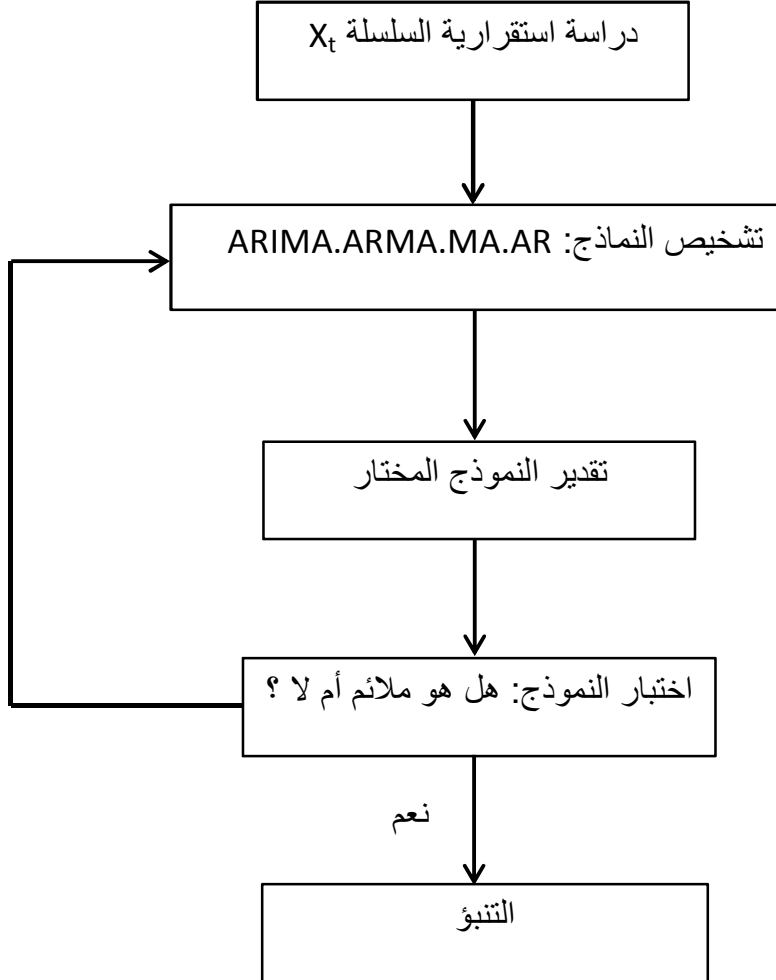 دراسة استقرارية السلسلة Xₜ
تشخيص النماذج: ARIMA.ARMA.MA.AR
تقدير النموذج المختار
اختبار النموذج: هل هو ملائم أم لا ؟
نعم
التنبؤ